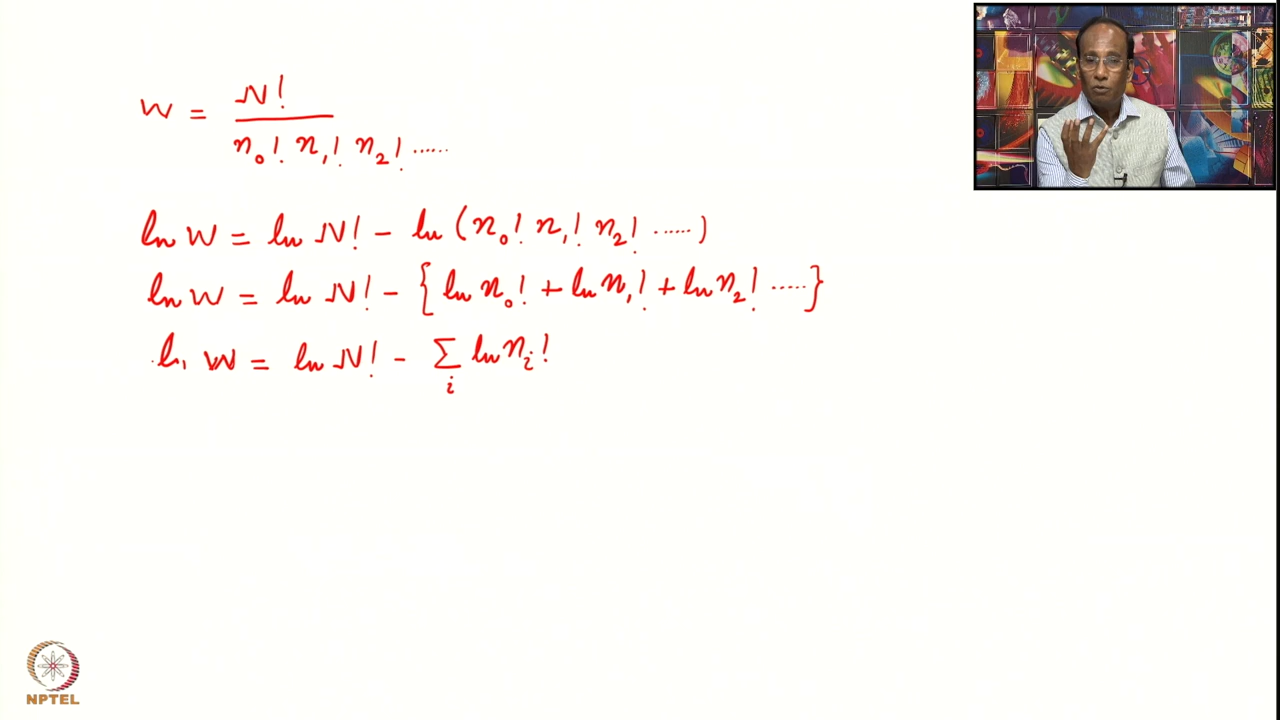 W = N! / n₀! n₁! n₂! ......
ln W = ln N! - ln (n₀! n₁! n₂! ......)
ln W = ln N! - { ln n₀! + ln n₁! + ln n₂! ..... }
ln W = ln N! - Σᵢ ln nᵢ!
NPTEL